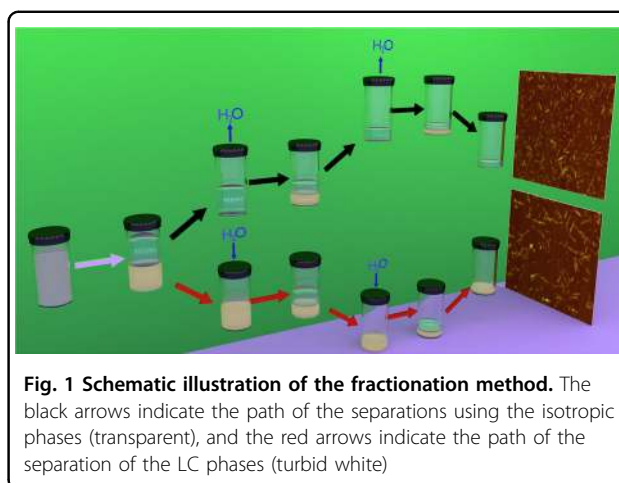 H₂O
H₂O
H₂O
H₂O
Fig. 1 Schematic illustration of the fractionation method. The
black arrows indicate the path of the separations using the isotropic
phases (transparent), and the red arrows indicate the path of the
separation of the LC phases (turbid white)